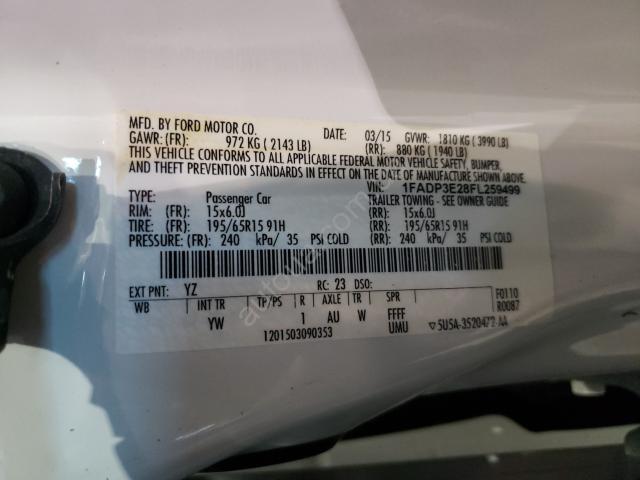 MFD. BY FORD MOTOR CO. DATE: 03/15 GVWR: 1810 KG ( 3990 LB)
GAWR: (FR): 972 KG ( 2143 LB) (RR): 880 KG ( 1940 LB)
THIS VEHICLE CONFORMS TO ALL APPLICABLE FEDERAL MOTOR VEHICLE SAFETY, BUMPER,
AND THEFT PREVENTION STANDARDS IN EFFECT ON THE DATE OF MANUFACTURE SHOWN ABOVE.
VIN: 1FADP3E28FL259499
TYPE: Passenger Car TRAILER TOWING - SEE OWNER GUIDE
RIM: (FR): 15x6.0J (RR): 15x6.0J
TIRE: (FR): 195/65R15 91H (RR): 195/65R15 91H
PRESSURE: (FR): 240 kPa/ 35 PSI COLD (RR): 240 kPa/ 35 PSI COLD
EXT PNT: YZ RC: 23 DSO:
WB INT TR TP/PS R AXLE TR SPR F0110
R0087
YW 1 AU W FFFF
UMU
1201503090353 5U5A-3520472-AA